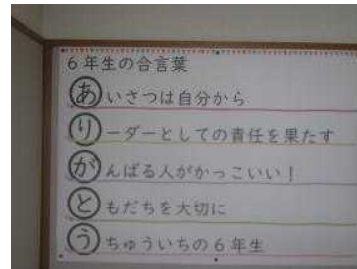 6年生の合言葉
あいさつは自分から
リーダーとしての責任を果たす
がんばる人がかっこいい!
ともだちを大切に
うちゅういちの6年生